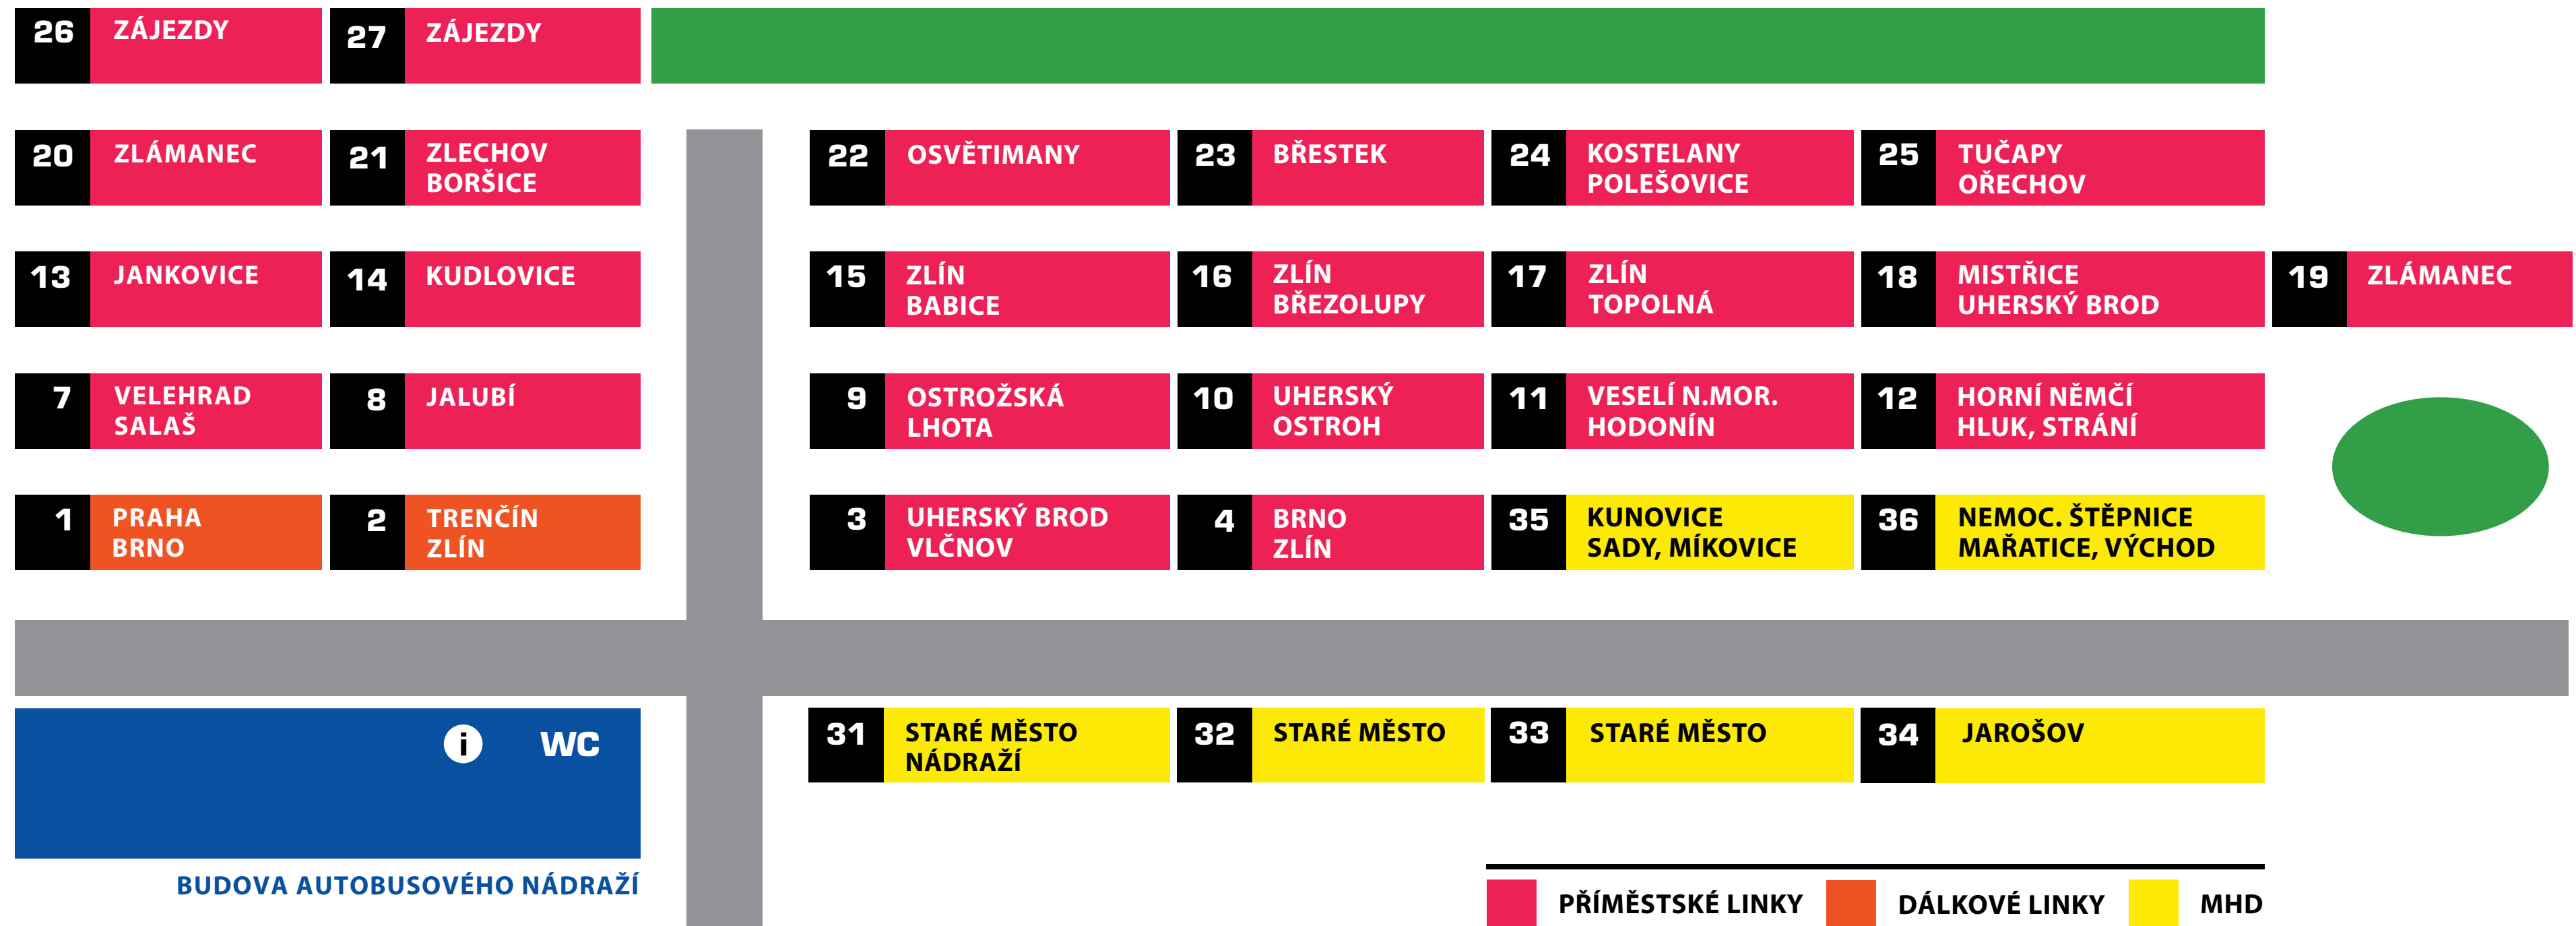 26 ZÁJEZDY
27 ZÁJEZDY
20 ZLÁMANEC
21 ZLECHOV
BORŠICE
22 OSVĚTIMANY
23 BŘESTEK
24 KOSTELANY
POLEŠOVICE
25 TUČAPY
OŘECHOV
13 JANKOVICE
14 KUDLOVICE
15 ZLÍN
BABICE
16 ZLÍN
BŘEZOLUPY
17 ZLÍN
TOPOLNÁ
18 MISTŘICE
UHERSKÝ BROD
19 ZLÁMANEC
7 VELEHRAD
SALAŠ
8 JALUBÍ
9 OSTROŽSKÁ
LHOTA
10 UHERSKÝ
OSTROH
11 VESELÍ N.MOR.
HODONÍN
12 HORNÍ NĚMČÍ
HLUK, STRÁNÍ
1 PRAHA
BRNO
2 TRENČÍN
ZLÍN
3 UHERSKÝ BROD
VLČNOV
4 BRNO
ZLÍN
35 KUNOVICE
SADY, MÍKOVICE
36 NEMOC. ŠTĚPNICE
MAŘATICE, VÝCHOD
i WC
BUDOVA AUTOBUSOVÉHO NÁDRAŽÍ
31 STARÉ MĚSTO
NÁDRAŽÍ
32 STARÉ MĚSTO
33 STARÉ MĚSTO
34 JAROŠOV
PŘÍMĚSTSKÉ LINKY
DÁLKOVÉ LINKY
MHD